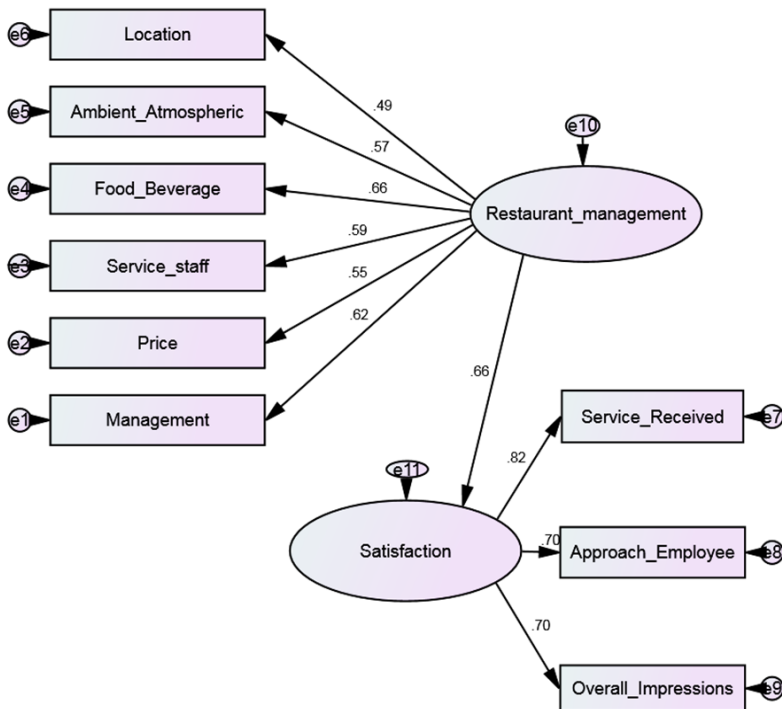 e6
Location
.49
e5
Ambient_Atmospheric
.57
e10
e4
Food_Beverage
.66
Restaurant_management
e3
Service_staff
.59
e2
Price
.55
e1
Management
.62
.66
Service_Received
e7
.82
e11
Satisfaction
.70
Approach_Employee
e8
.70
Overall_Impressions
e9